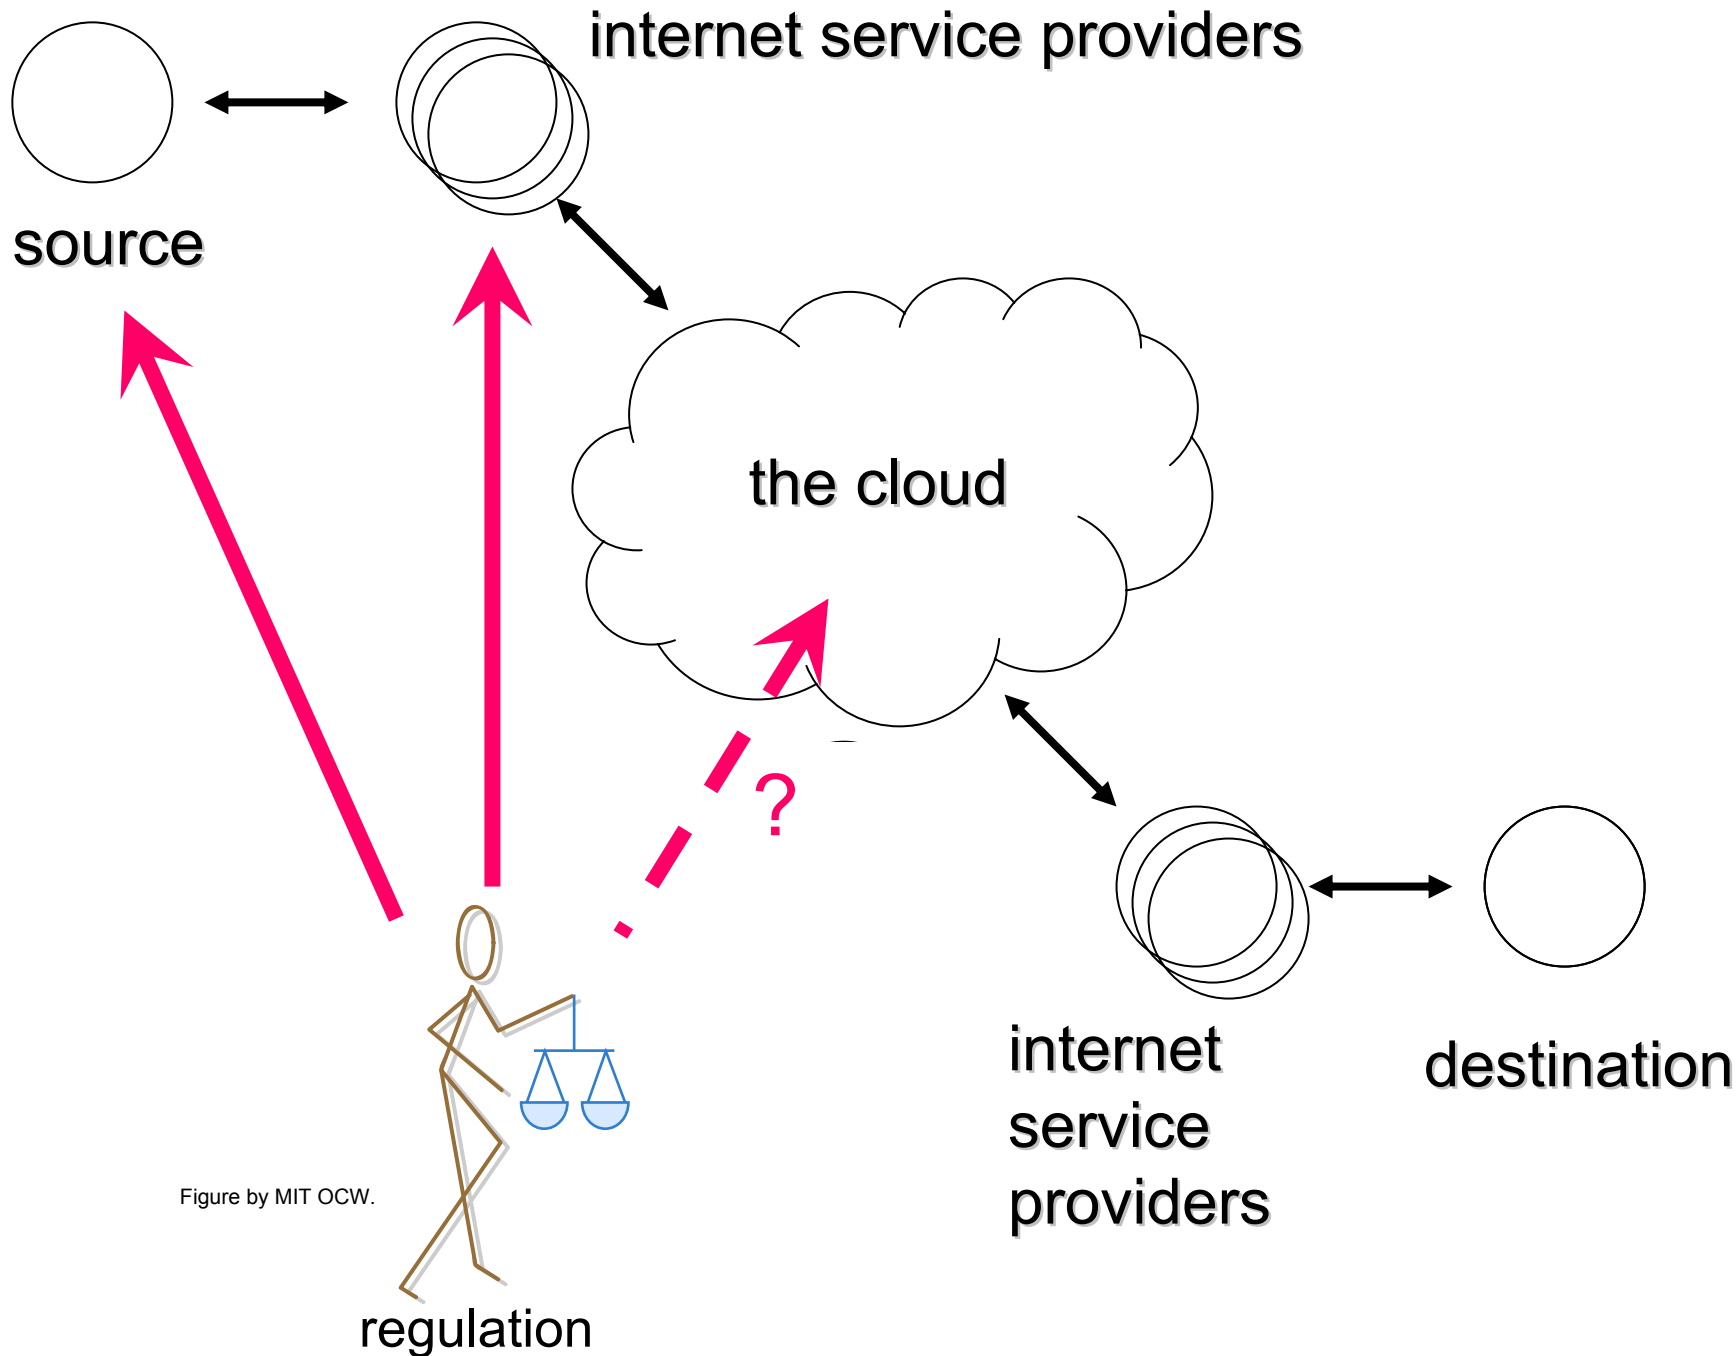 internet service providers
source
the cloud
?
internet
service
providers
destination
Figure by MIT OCW.
regulation